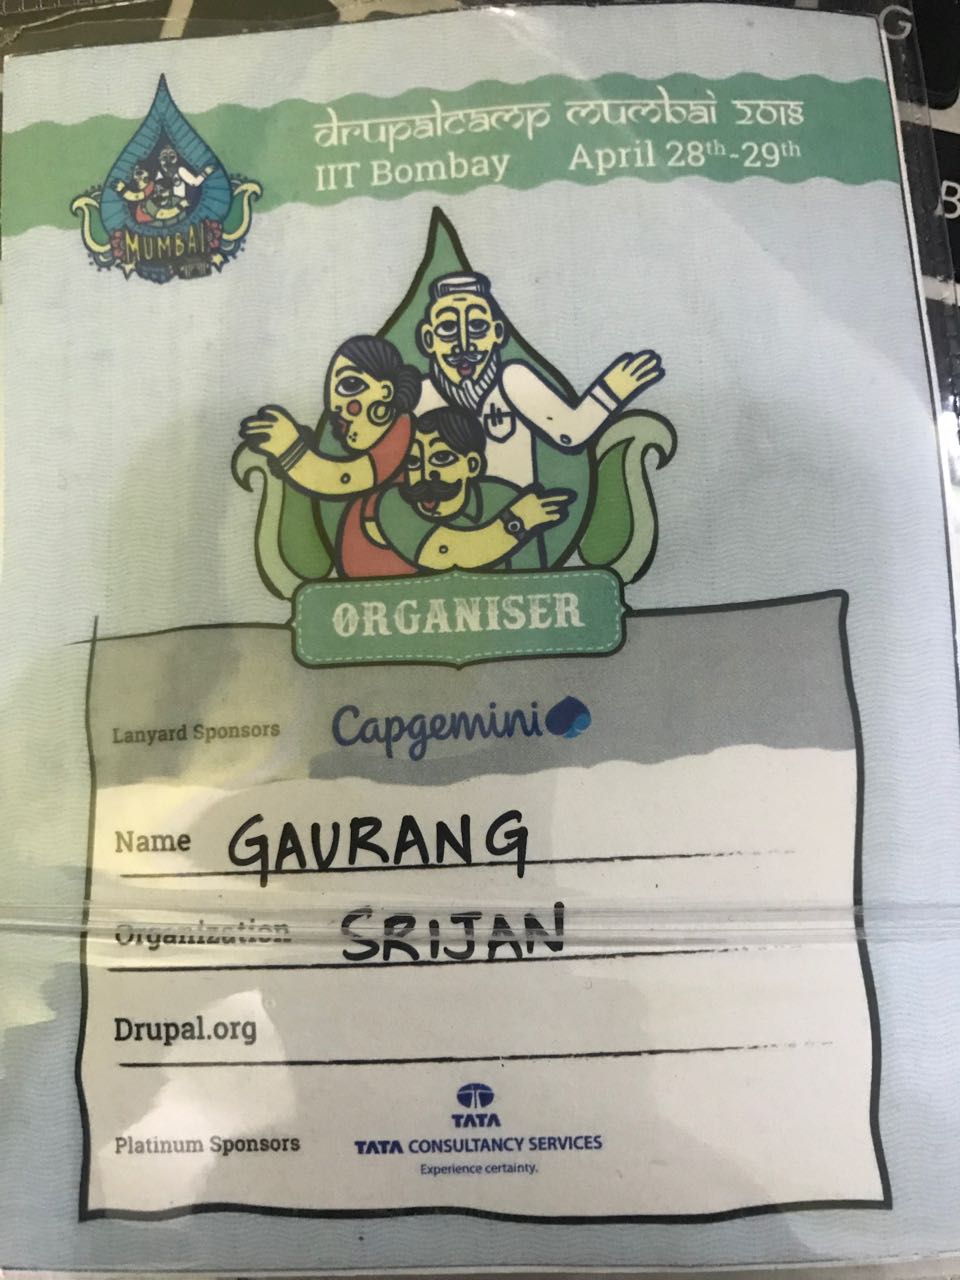 drupalcamp mumbai 2018
IIT Bombay April 28th-29th
MUMBAI
ORGANISER
Lanyard Sponsors Capgemini
Name GAURANG
Organization SRIJAN
Drupal.org
TATA
Platinum Sponsors TATA CONSULTANCY SERVICES
Experience certainty.
G
B